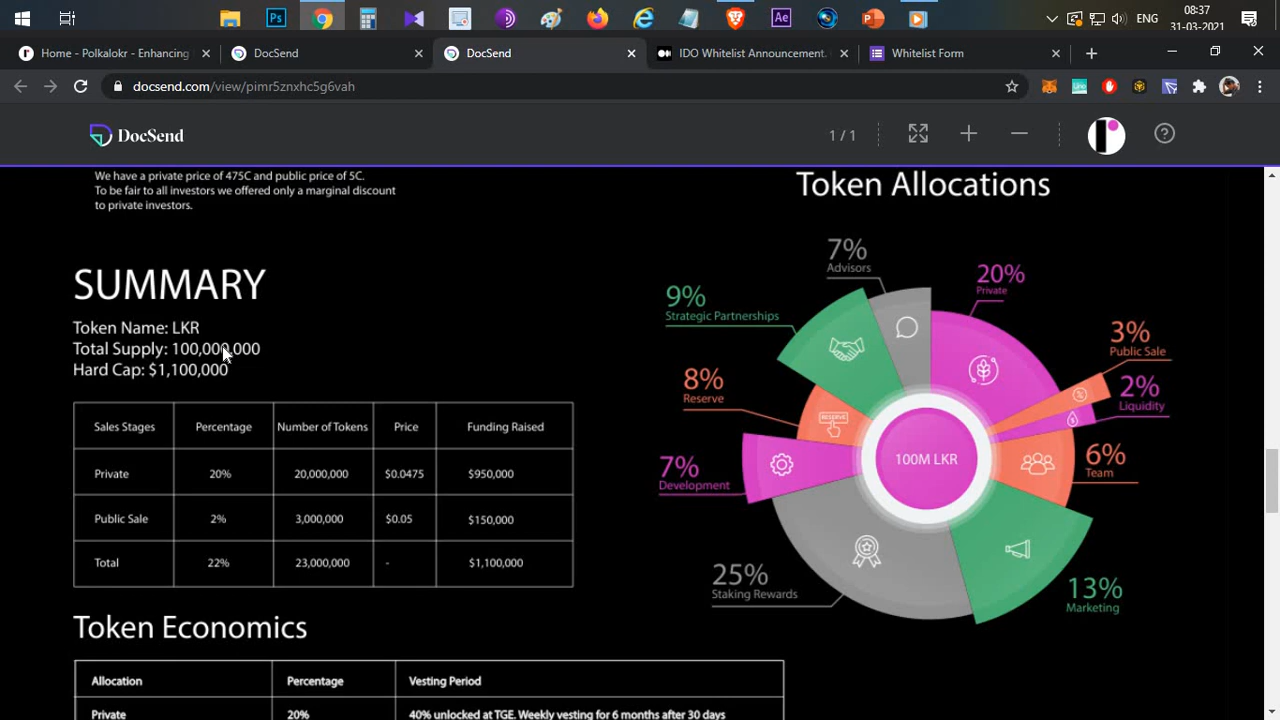 08:37
ENG
31-03-2021
Home - Polkalokr - Enhancing
DocSend
DocSend
IDO Whitelist Announcement.
Whitelist Form
docsend.com/view/pimr5znxhc5g6vah
DocSend
1 / 1
We have a private price of 475C and public price of 5C.
To be fair to all investors we offered only a marginal discount
to private investors.
SUMMARY
Token Name: LKR
Total Supply: 100,000,000
Hard Cap: $1,100,000
Sales Stages Percentage Number of Tokens Price Funding Raised
Private 20% 20,000,000 $0.0475 $950,000
Public Sale 2% 3,000,000 $0.05 $150,000
Total 22% 23,000,000 - $1,100,000
Token Economics
Allocation Percentage Vesting Period
Private 20% 40% unlocked at TGE. Weekly vesting for 6 months after 30 days
Token Allocations
7%
Advisors
20%
Private
9%
Strategic Partnerships
3%
Public Sale
8%
Reserve
2%
Liquidity
100M LKR
7%
Development
6%
Team
25%
Staking Rewards
13%
Marketing